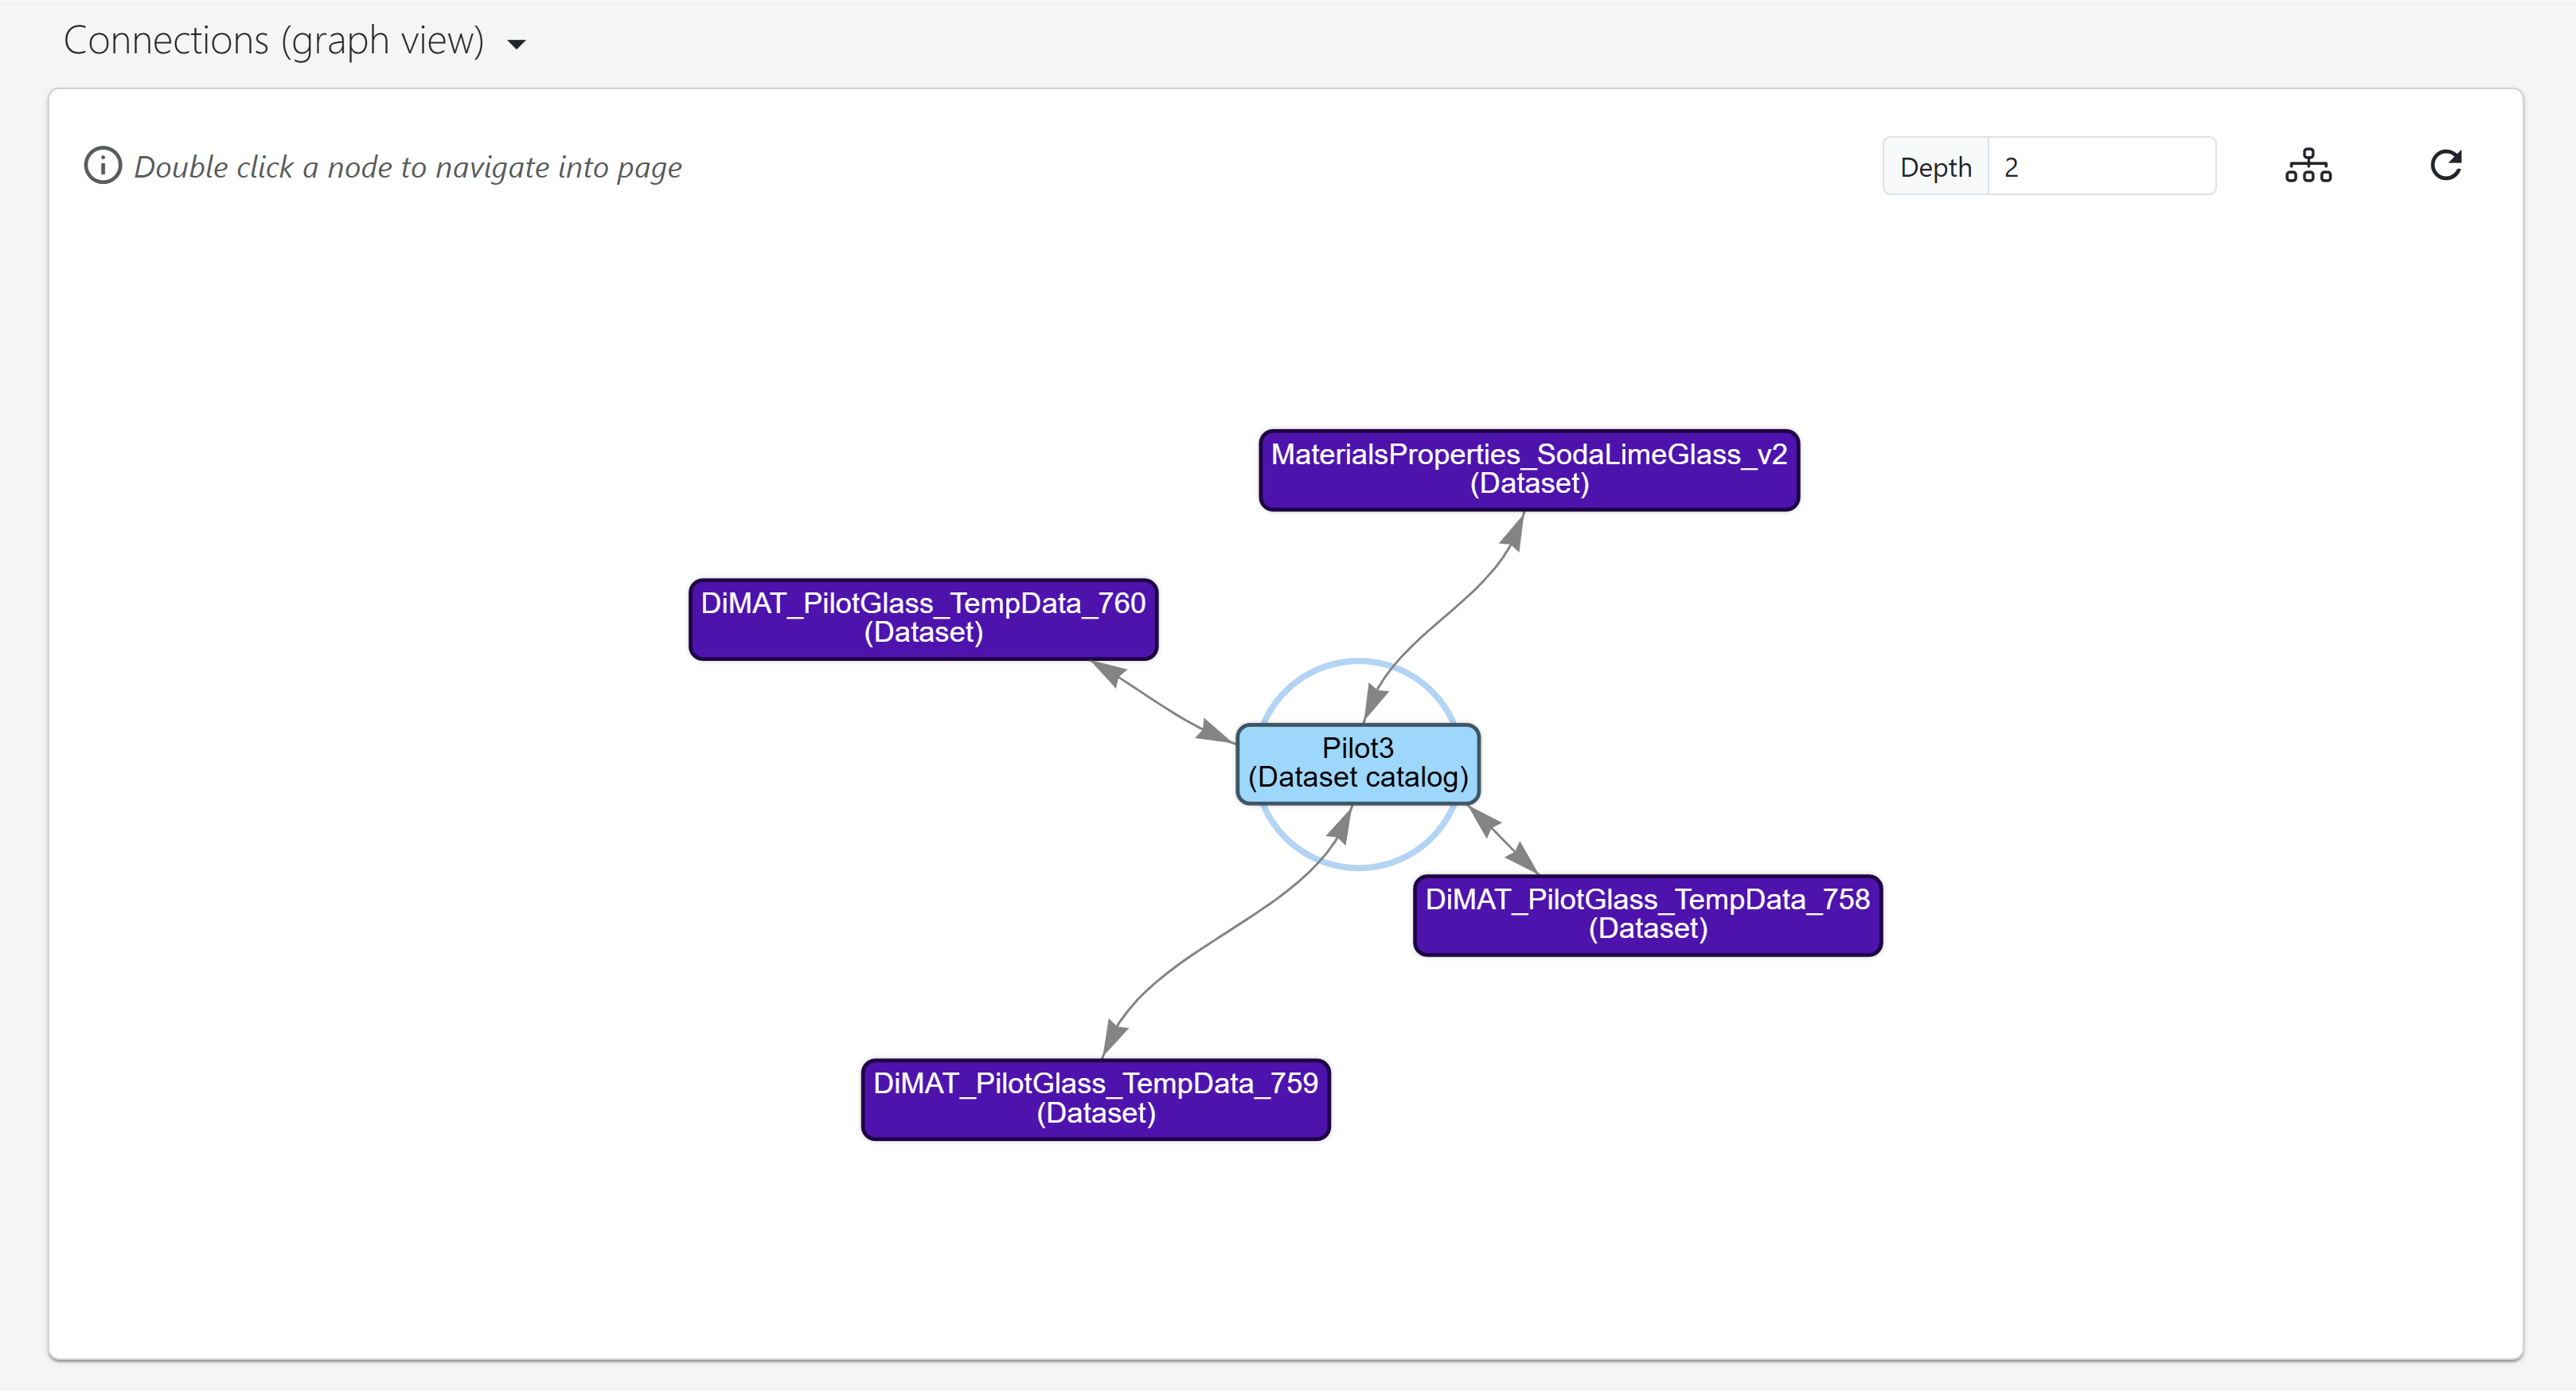 Connections (graph view)
Double click a node to navigate into page
Depth 2
MaterialsProperties_SodaLimeGlass_v2
(Dataset)
DiMAT_PilotGlass_TempData_760
(Dataset)
Pilot3
(Dataset catalog)
DiMAT_PilotGlass_TempData_758
(Dataset)
DiMAT_PilotGlass_TempData_759
(Dataset)